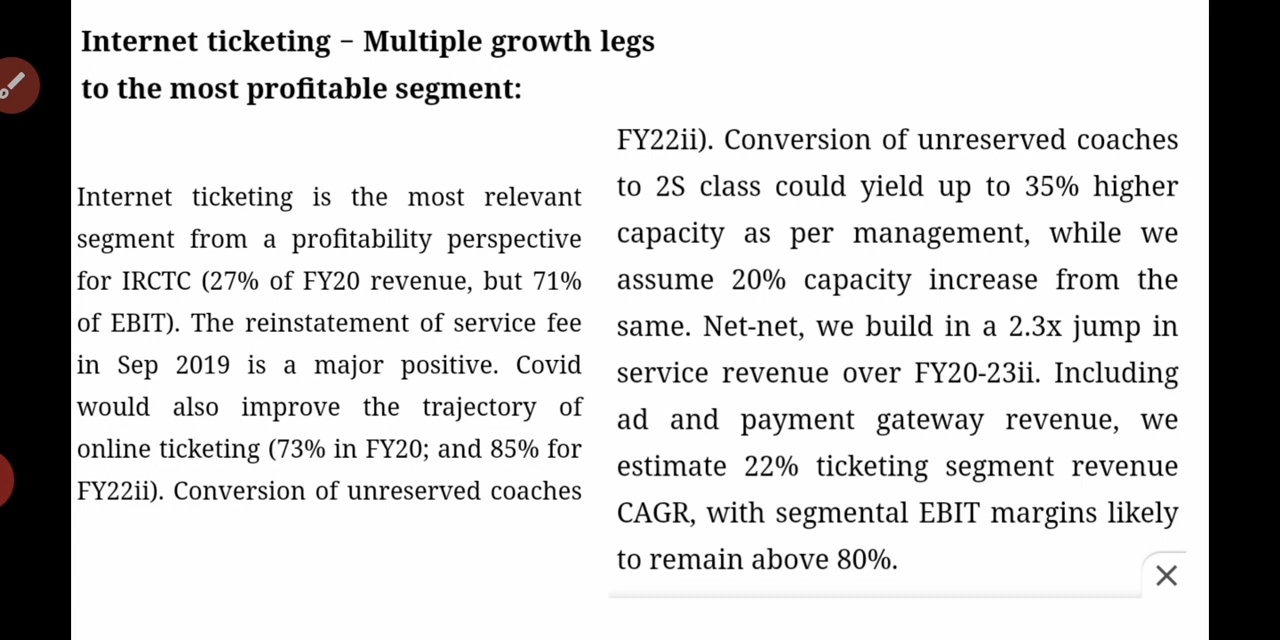 Internet ticketing – Multiple growth legs
to the most profitable segment:
Internet ticketing is the most relevant
segment from a profitability perspective
for IRCTC (27% of FY20 revenue, but 71%
of EBIT). The reinstatement of service fee
in Sep 2019 is a major positive. Covid
would also improve the trajectory of
online ticketing (73% in FY20; and 85% for
FY22ii). Conversion of unreserved coaches
FY22ii). Conversion of unreserved coaches
to 2S class could yield up to 35% higher
capacity as per management, while we
assume 20% capacity increase from the
same. Net-net, we build in a 2.3x jump in
service revenue over FY20-23ii. Including
ad and payment gateway revenue, we
estimate 22% ticketing segment revenue
CAGR, with segmental EBIT margins likely
to remain above 80%.